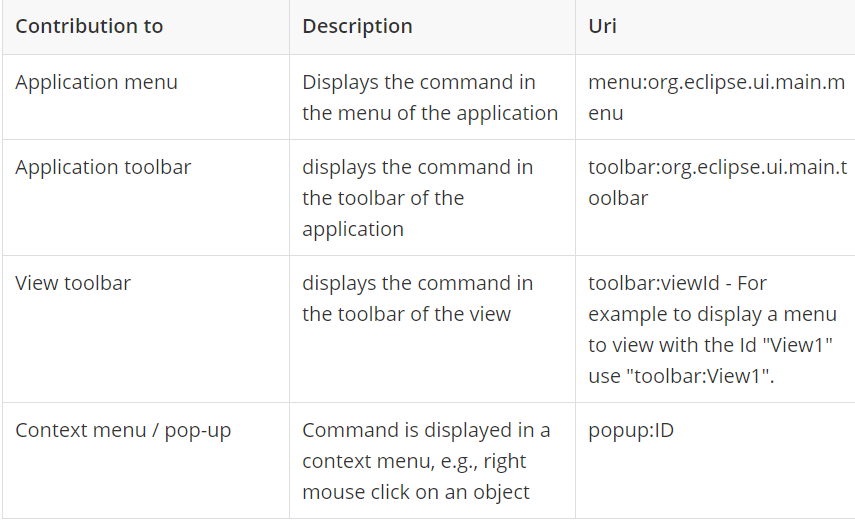 Contribution to
Description
Uri
Application menu
Displays the command in
the menu of the application
menu:org.eclipse.ui.main.m
enu
Application toolbar
displays the command in
the toolbar of the
application
toolbar:org.eclipse.ui.main.t
oolbar
View toolbar
displays the command in
the toolbar of the view
toolbar:viewId - For
example to display a menu
to view with the Id "View1"
use "toolbar:View1".
Context menu / pop-up
Command is displayed in a
context menu, e.g., right
mouse click on an object
popup:ID